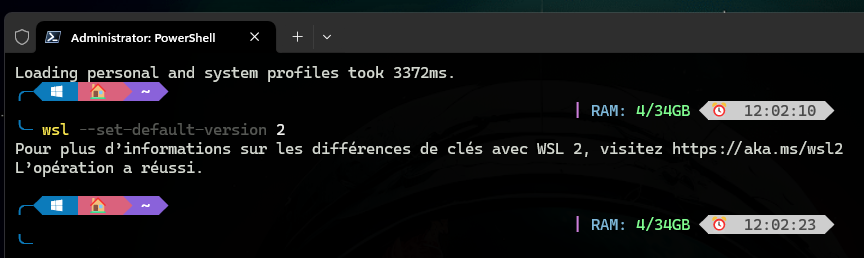 Administrator: PowerShell
Loading personal and system profiles took 3372ms.
~
RAM: 4/34GB 12:02:10
wsl --set-default-version 2
Pour plus d’informations sur les différences de clés avec WSL 2, visitez https://aka.ms/wsl2
L’opération a réussi.
~
RAM: 4/34GB 12:02:23